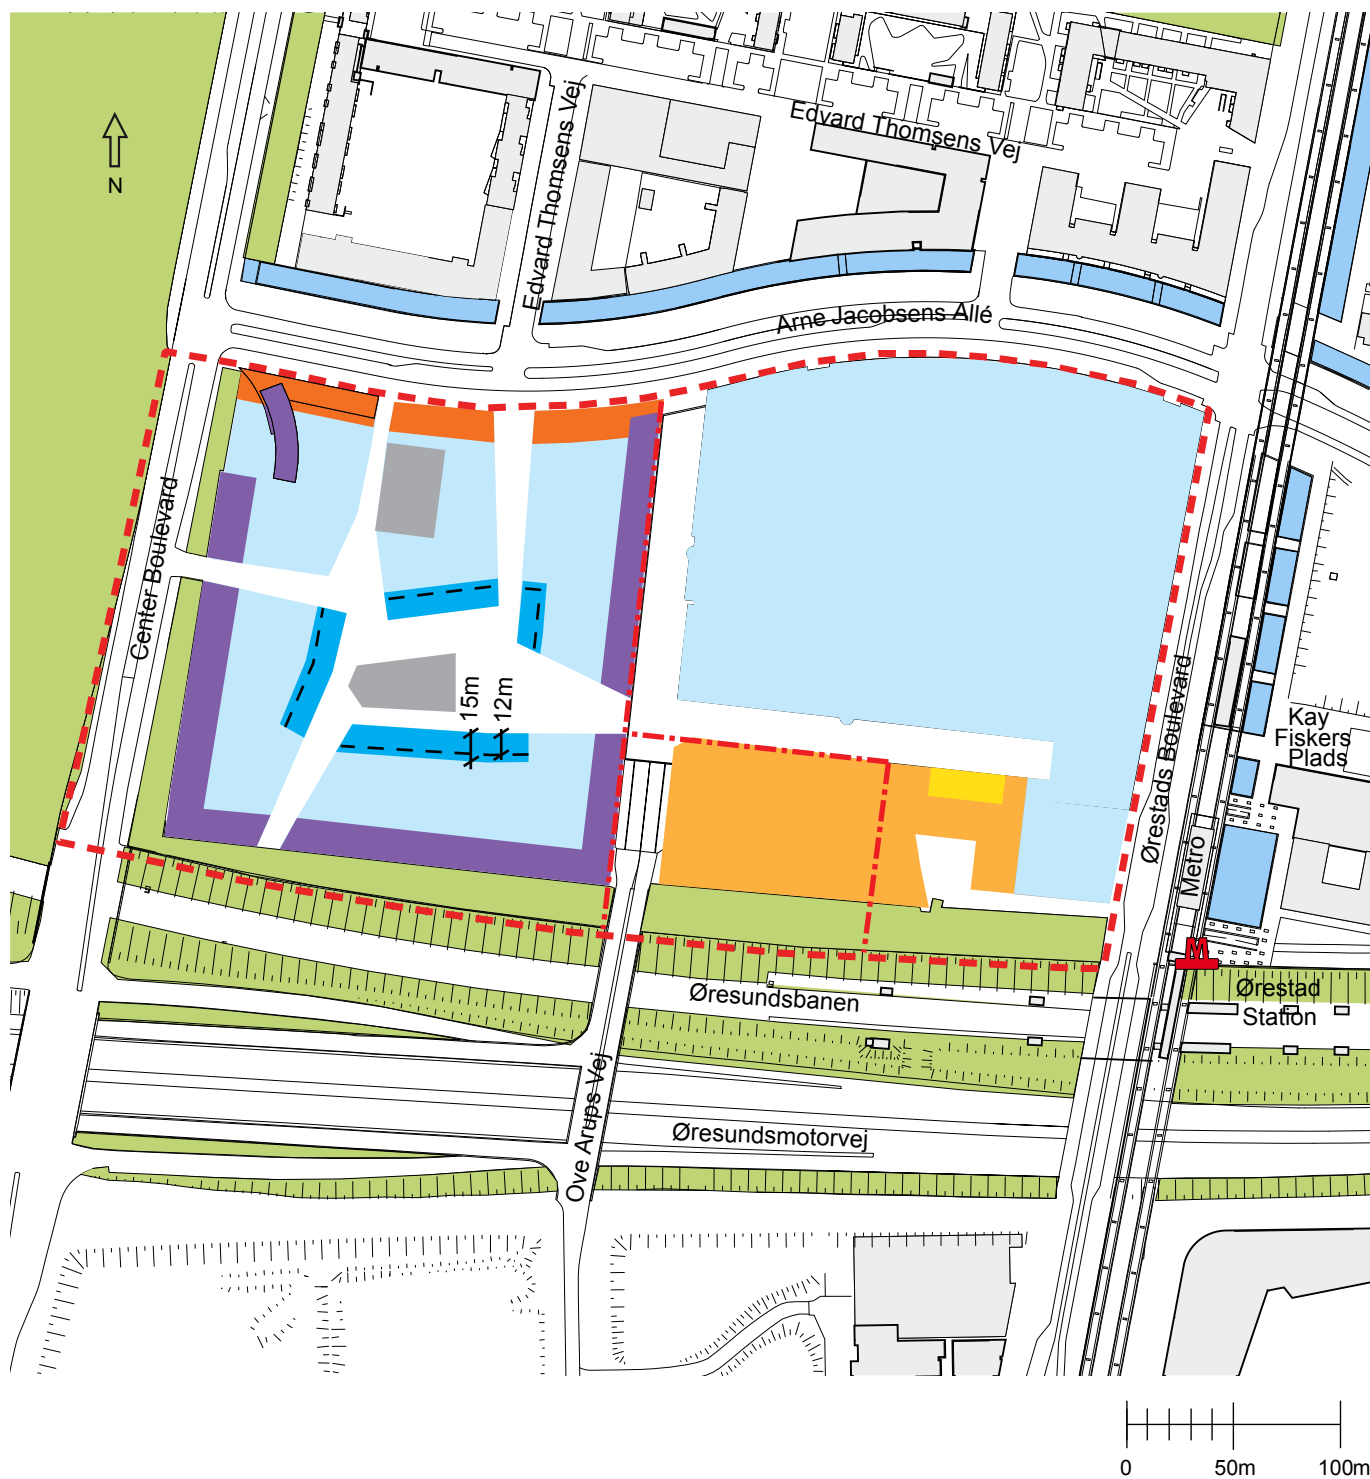 Edvard Thomsens Vej
Edvard Thomsens Vej
N
Arne Jacobsens Allé
Center Boulevard
15m
12m
Ørestads Boulevard
Kay
Fiskers
Plads
Metro
M
Øresundsbanen
Ørestad
Station
Ove Arups Vej
Øresundsmotorvej
0 50m 100m